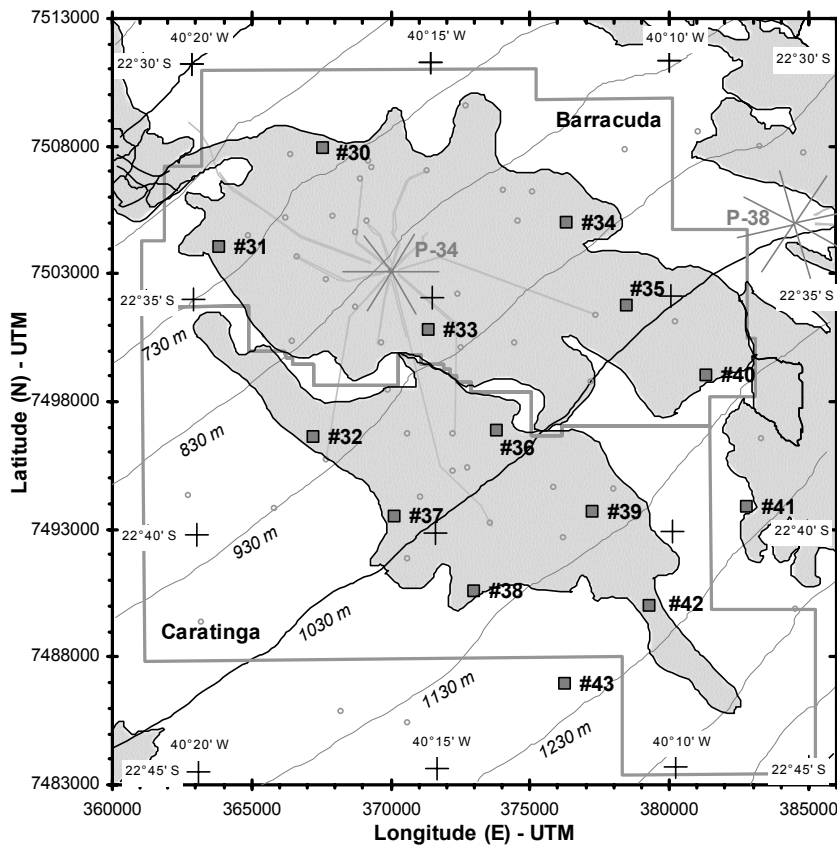 7513000
40°20' W
40°15' W
40°10' W
22°30' S
22°30' S
Barracuda
7508000
#30
#34
P-38
#31
P-34
7503000
22°35' S
#35
22°35' S
#33
730 m
#40
7498000
830 m
#32
#36
Latitude (N) - UTM
#37
#39
#41
7493000
22°40' S
22°40' S
930 m
#38
#42
Caratinga
1030 m
7488000
#43
1130 m
1230 m
40°20' W
40°15' W
40°10' W
22°45' S
22°45' S
7483000
360000
365000
370000
375000
380000
385000
Longitude (E) - UTM